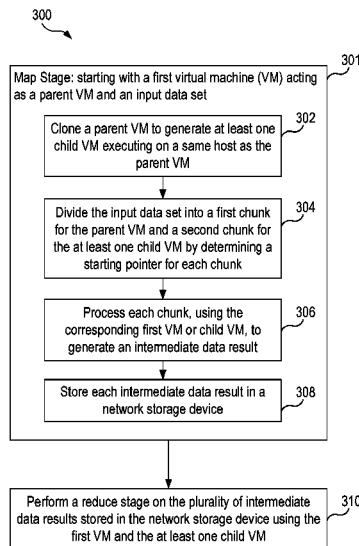 300
301
Map Stage: starting with a first virtual machine (VM) acting
as a parent VM and an input data set
302
Clone a parent VM to generate at least one
child VM executing on a same host as the
parent VM
304
Divide the input data set into a first chunk
for the parent VM and a second chunk for
the at least one child VM by determining a
starting pointer for each chunk
306
Process each chunk, using the
corresponding first VM or child VM, to
generate an intermediate data result
308
Store each intermediate data result in a
network storage device
310
Perform a reduce stage on the plurality of intermediate
data results stored in the network storage device using the
first VM and the at least one child VM